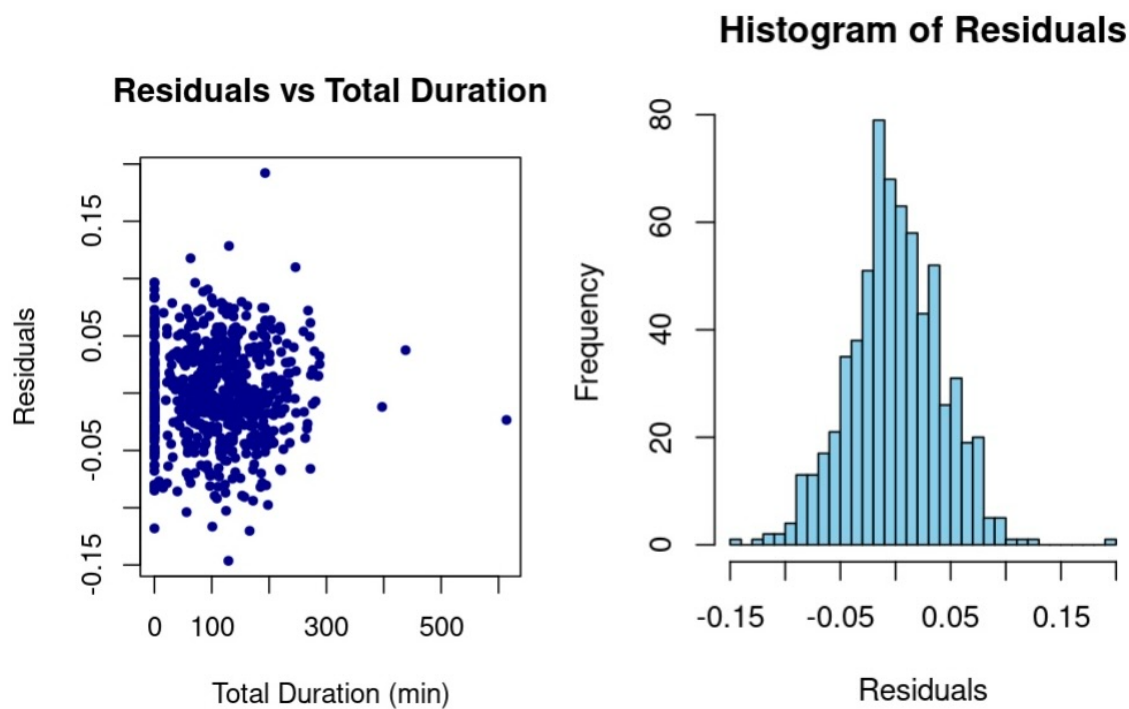 Residuals vs Total Duration
Residuals
0.15
0.05
-0.05
-0.15
0 100 300 500
Total Duration (min)
Histogram of Residuals
Frequency
80
60
40
20
0
-0.15 -0.05 0.05 0.15
Residuals